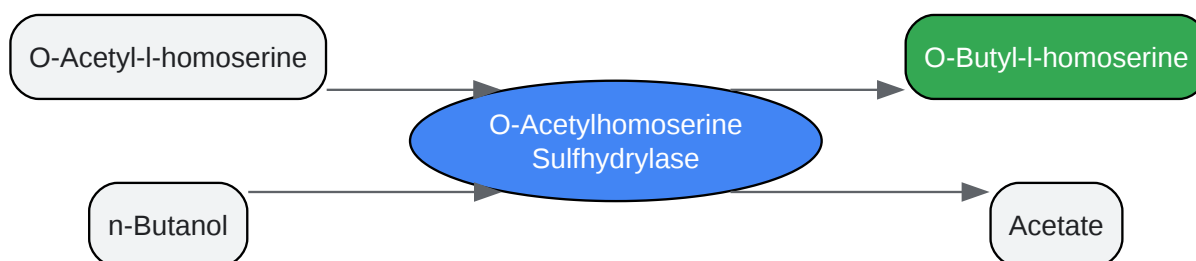 O-Acetyl-l-homoserine
O-Butyl-l-homoserine
O-Acetylhomoserine
Sulfhydrylase
n-Butanol
Acetate